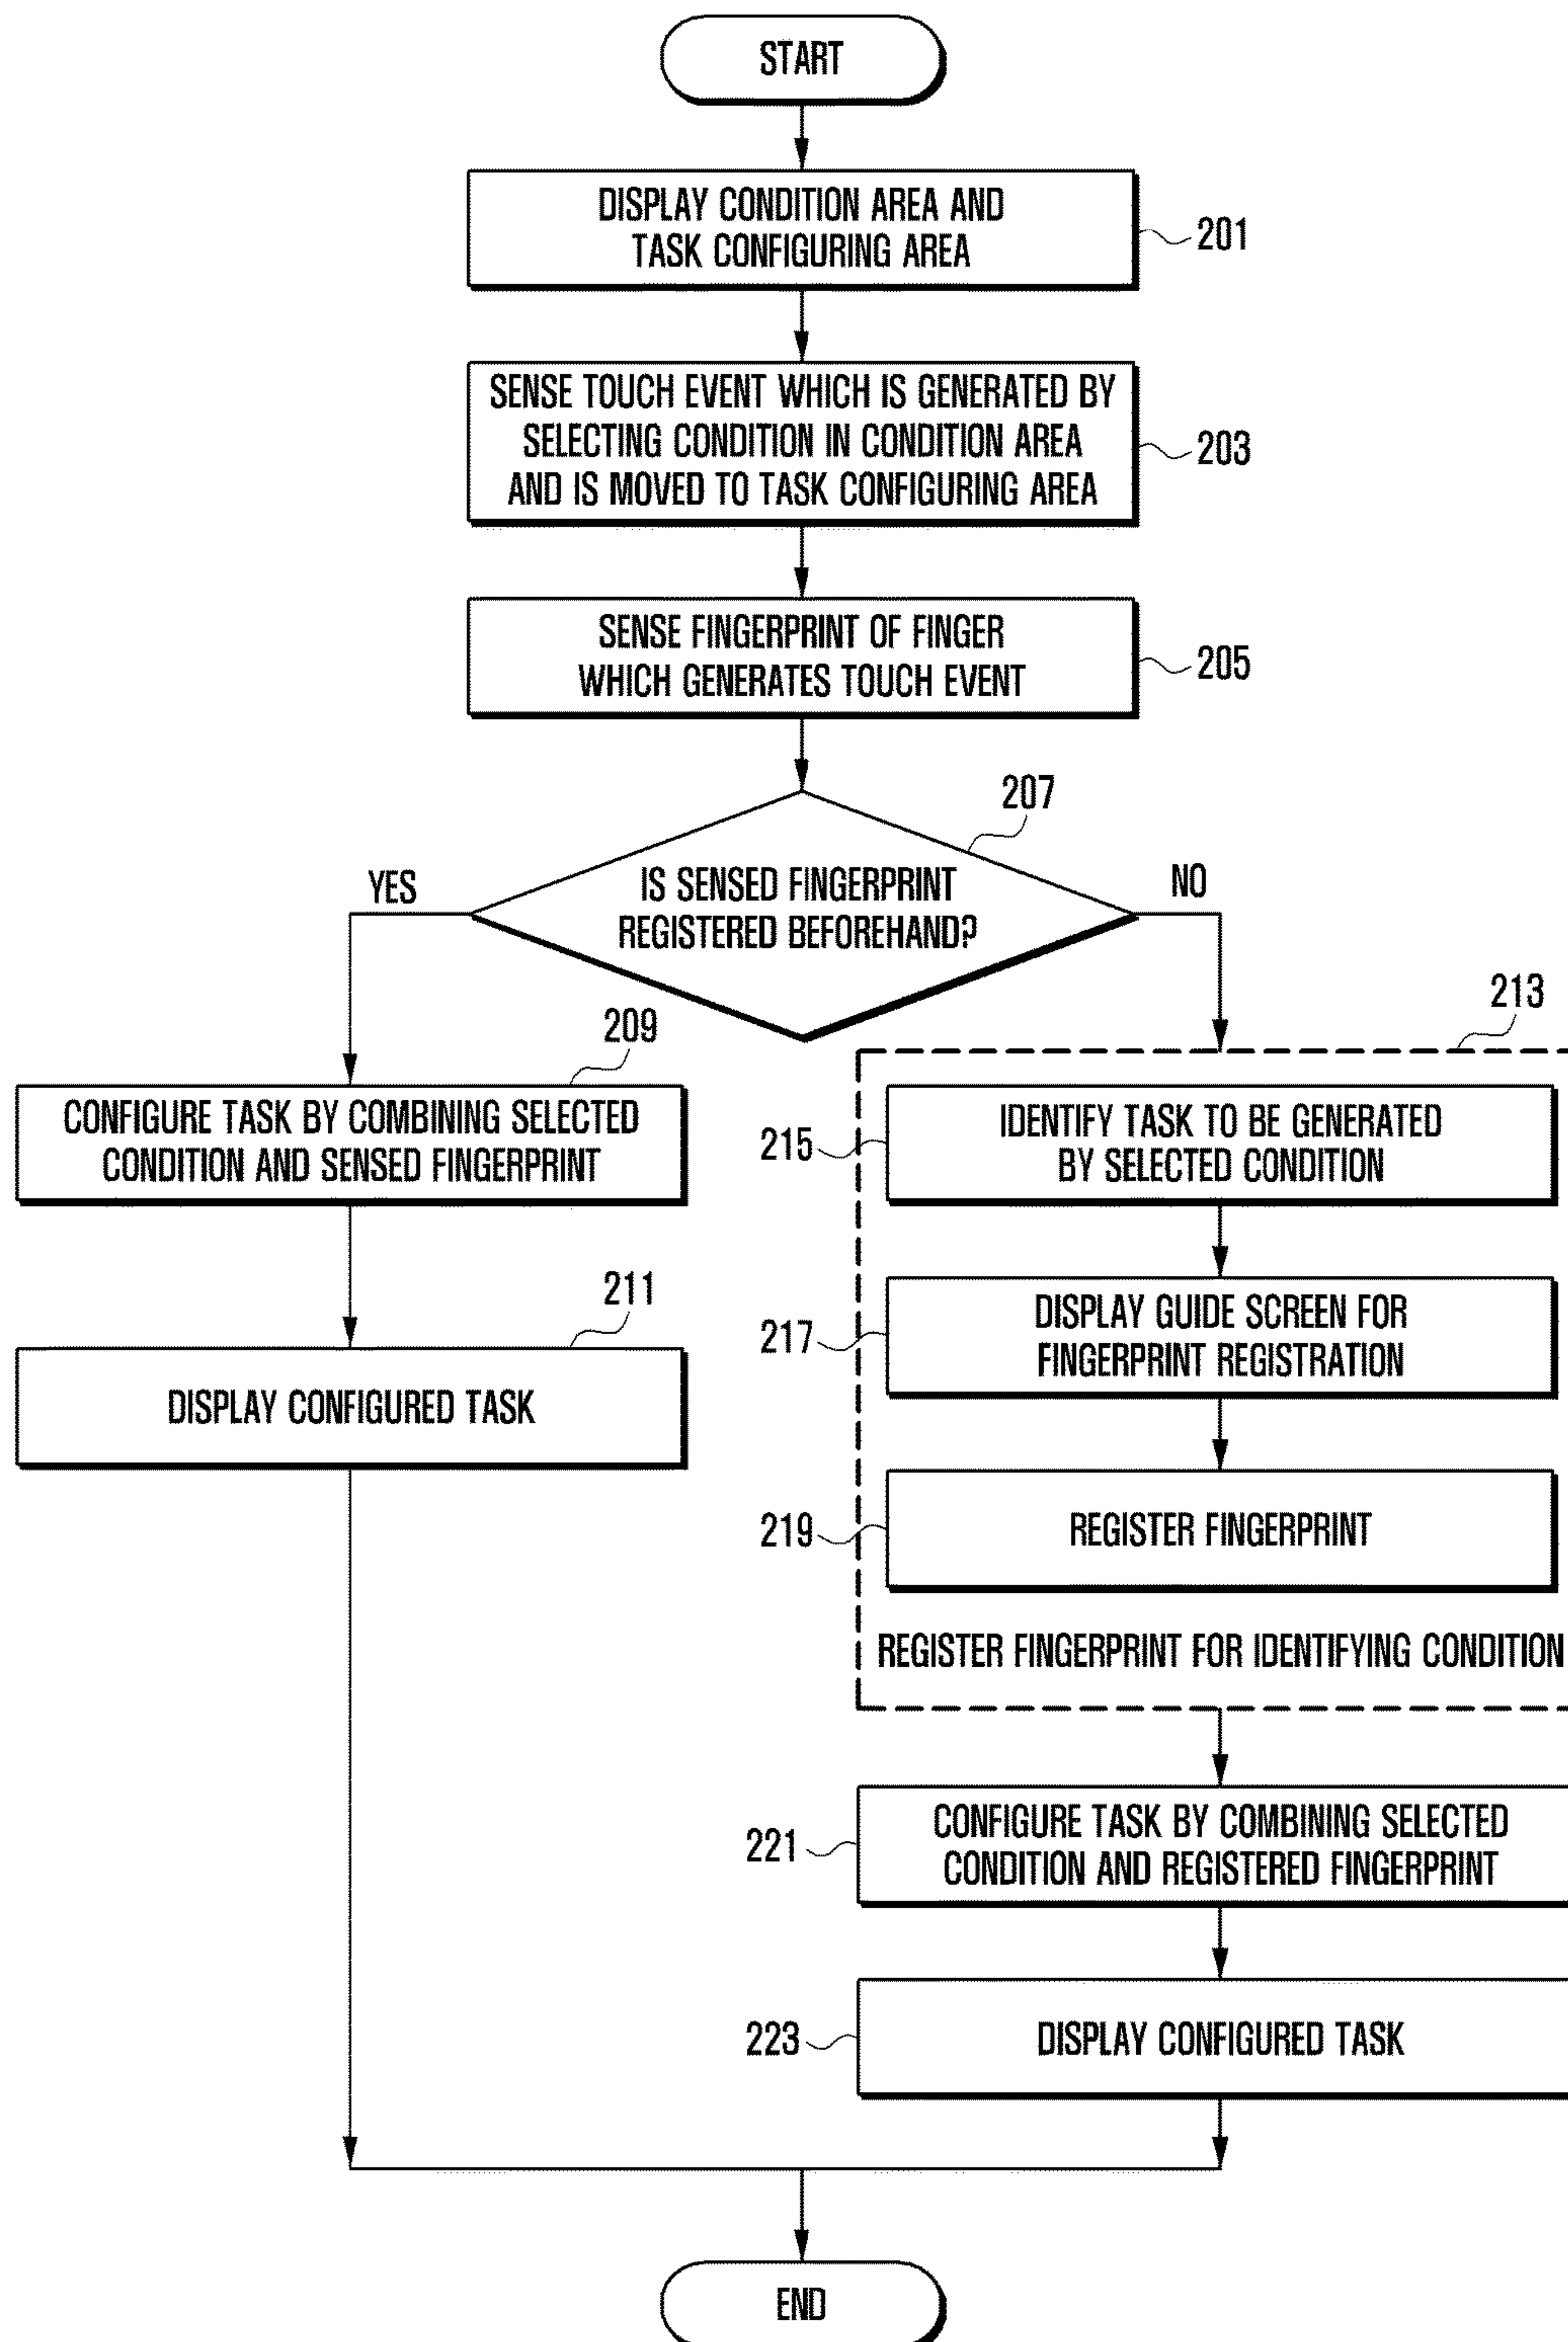 START
DISPLAY CONDITION AREA AND
TASK CONFIGURING AREA
201
SENSE TOUCH EVENT WHICH IS GENERATED BY
SELECTING CONDITION IN CONDITION AREA
AND IS MOVED TO TASK CONFIGURING AREA
203
SENSE FINGERPRINT OF FINGER
WHICH GENERATES TOUCH EVENT
205
207
IS SENSED FINGERPRINT
REGISTERED BEFOREHAND?
YES
NO
209
CONFIGURE TASK BY COMBINING SELECTED
CONDITION AND SENSED FINGERPRINT
211
DISPLAY CONFIGURED TASK
213
215
IDENTIFY TASK TO BE GENERATED
BY SELECTED CONDITION
217
DISPLAY GUIDE SCREEN FOR
FINGERPRINT REGISTRATION
219
REGISTER FINGERPRINT
REGISTER FINGERPRINT FOR IDENTIFYING CONDITION
221
CONFIGURE TASK BY COMBINING SELECTED
CONDITION AND REGISTERED FINGERPRINT
223
DISPLAY CONFIGURED TASK
END